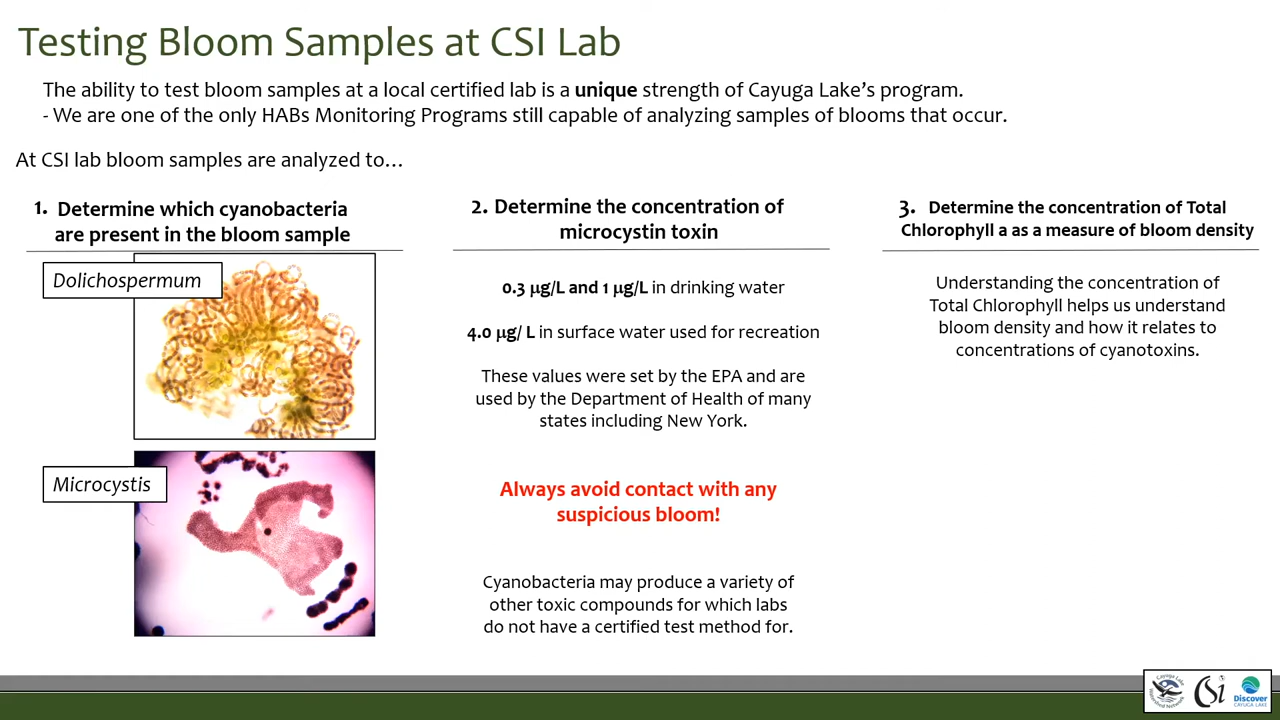 Testing Bloom Samples at CSI Lab
The ability to test bloom samples at a local certified lab is a unique strength of Cayuga Lake's program.
- We are one of the only HABs Monitoring Programs still capable of analyzing samples of blooms that occur.
At CSI lab bloom samples are analyzed to...
1. Determine which cyanobacteria
are present in the bloom sample
Dolichospermum
Microcystis
2. Determine the concentration of
microcystin toxin
0.3 µg/L and 1 µg/L in drinking water
4.0 µg/ L in surface water used for recreation
These values were set by the EPA and are
used by the Department of Health of many
states including New York.
Always avoid contact with any
suspicious bloom!
Cyanobacteria may produce a variety of
other toxic compounds for which labs
do not have a certified test method for.
3. Determine the concentration of Total
Chlorophyll a as a measure of bloom density
Understanding the concentration of
Total Chlorophyll helps us understand
bloom density and how it relates to
concentrations of cyanotoxins.
Cayuga Lake
Watershed Network
CSi
Discover
CAYUGA LAKE